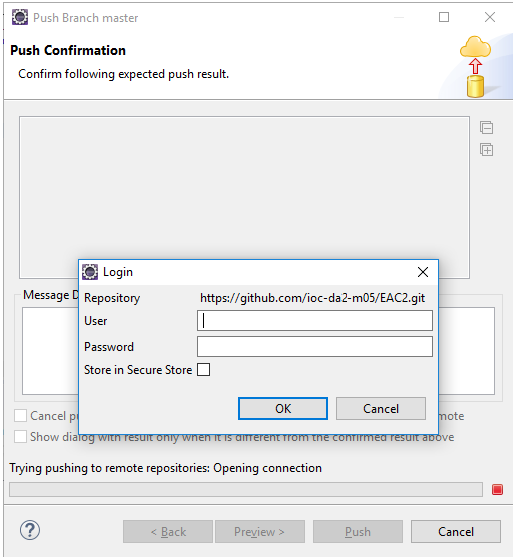 Push Branch master
Push Confirmation
Confirm following expected push result.
Login
Repository https://github.com/ioc-da2-m05/EAC2.git
User
Password
Store in Secure Store
OK Cancel
Message D
Cancel pu mote
Show dialog with result only when it is different from the confirmed result above
Trying pushing to remote repositories: Opening connection
? < Back Preview > Push Cancel